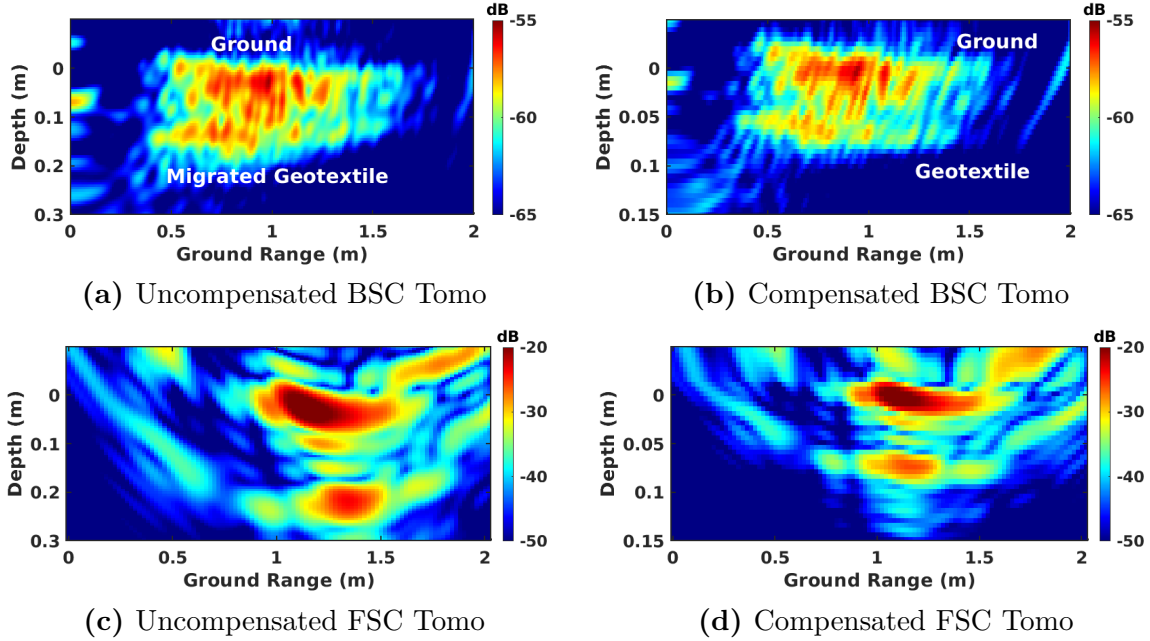 dB
-55
-60
-65
Ground
Migrated Geotextile
Depth (m)
0
0.1
0.2
0.3
0 0.5 1 1.5 2
Ground Range (m)
(a) Uncompensated BSC Tomo
dB
-55
-60
-65
Ground
Geotextile
Depth (m)
0
0.05
0.1
0.15
0 0.5 1 1.5 2
Ground Range (m)
(b) Compensated BSC Tomo
dB
-20
-30
-40
-50
Depth (m)
0
0.1
0.2
0.3
0 0.5 1 1.5 2
Ground Range (m)
(c) Uncompensated FSC Tomo
dB
-20
-30
-40
-50
Depth (m)
0
0.05
0.1
0.15
0 0.5 1 1.5 2
Ground Range (m)
(d) Compensated FSC Tomo